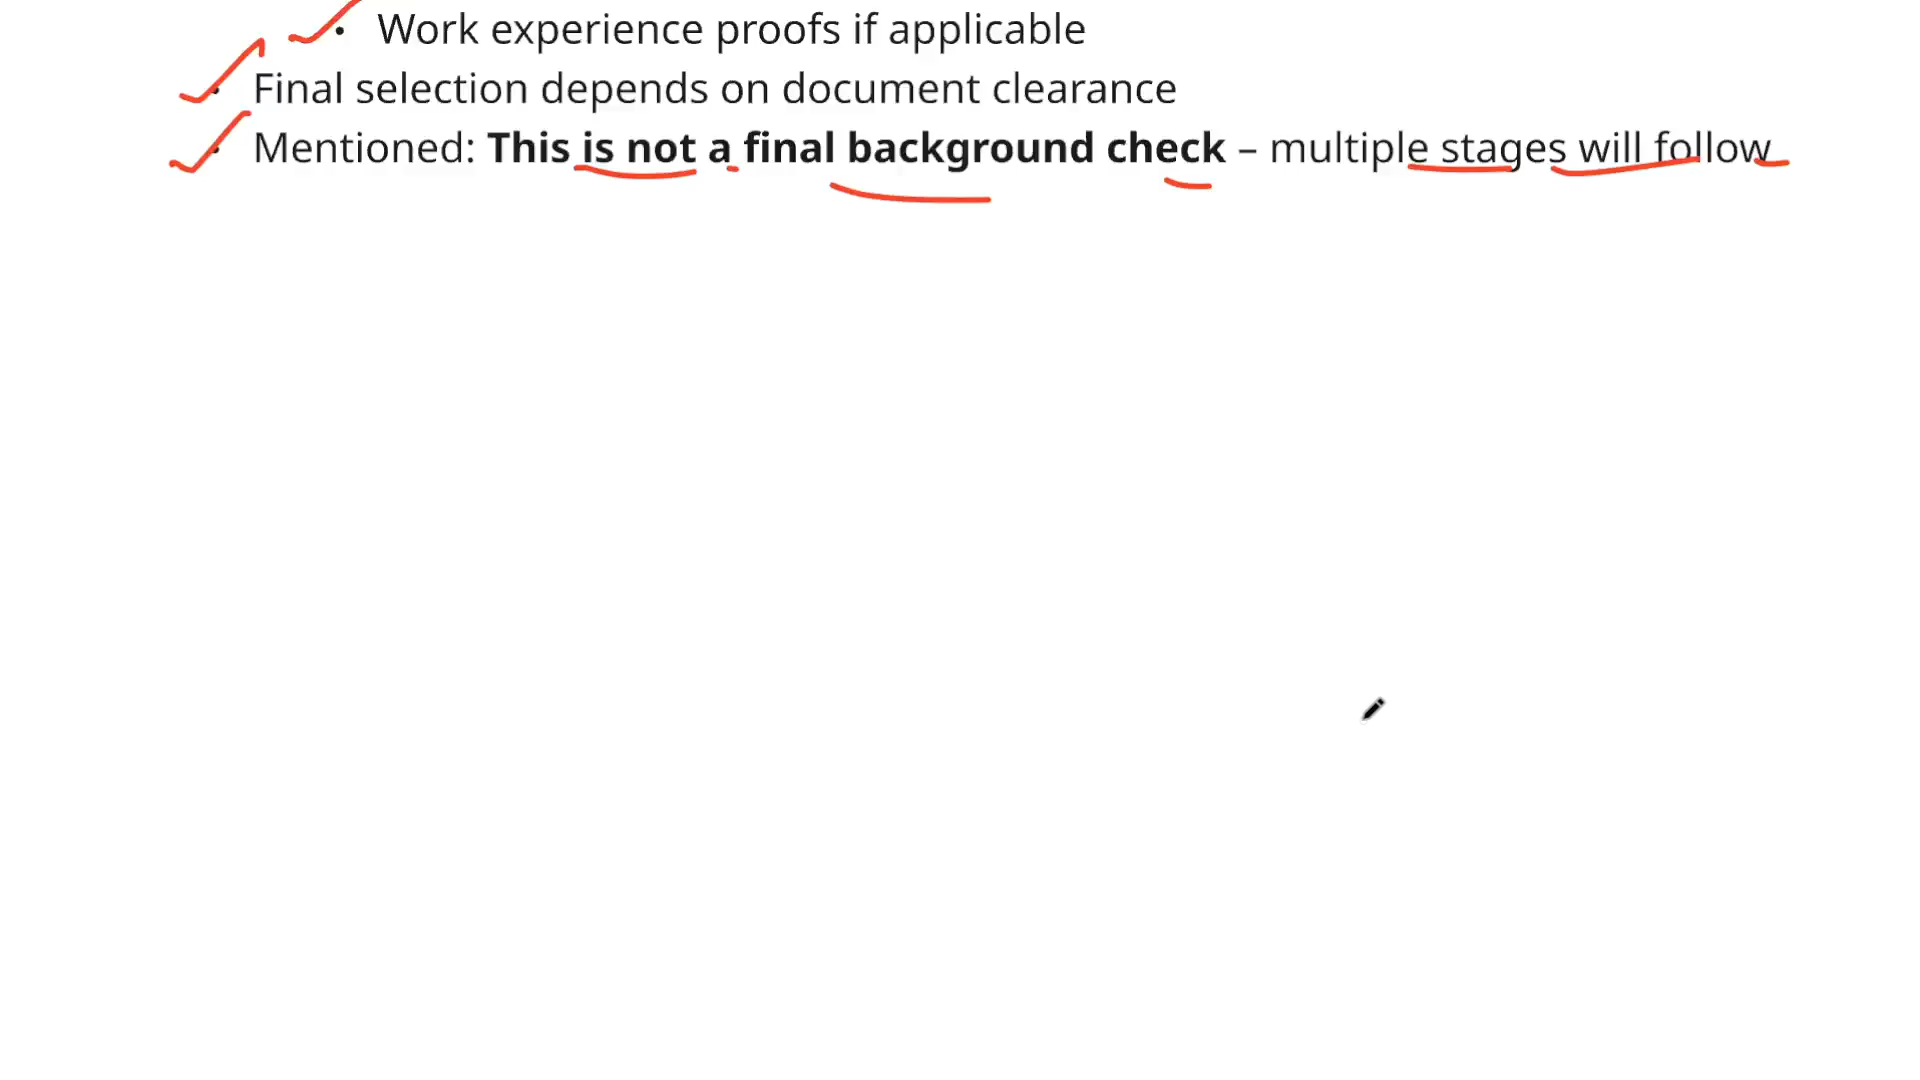 • Work experience proofs if applicable
• Final selection depends on document clearance
• Mentioned: This is not a final background check – multiple stages will follow